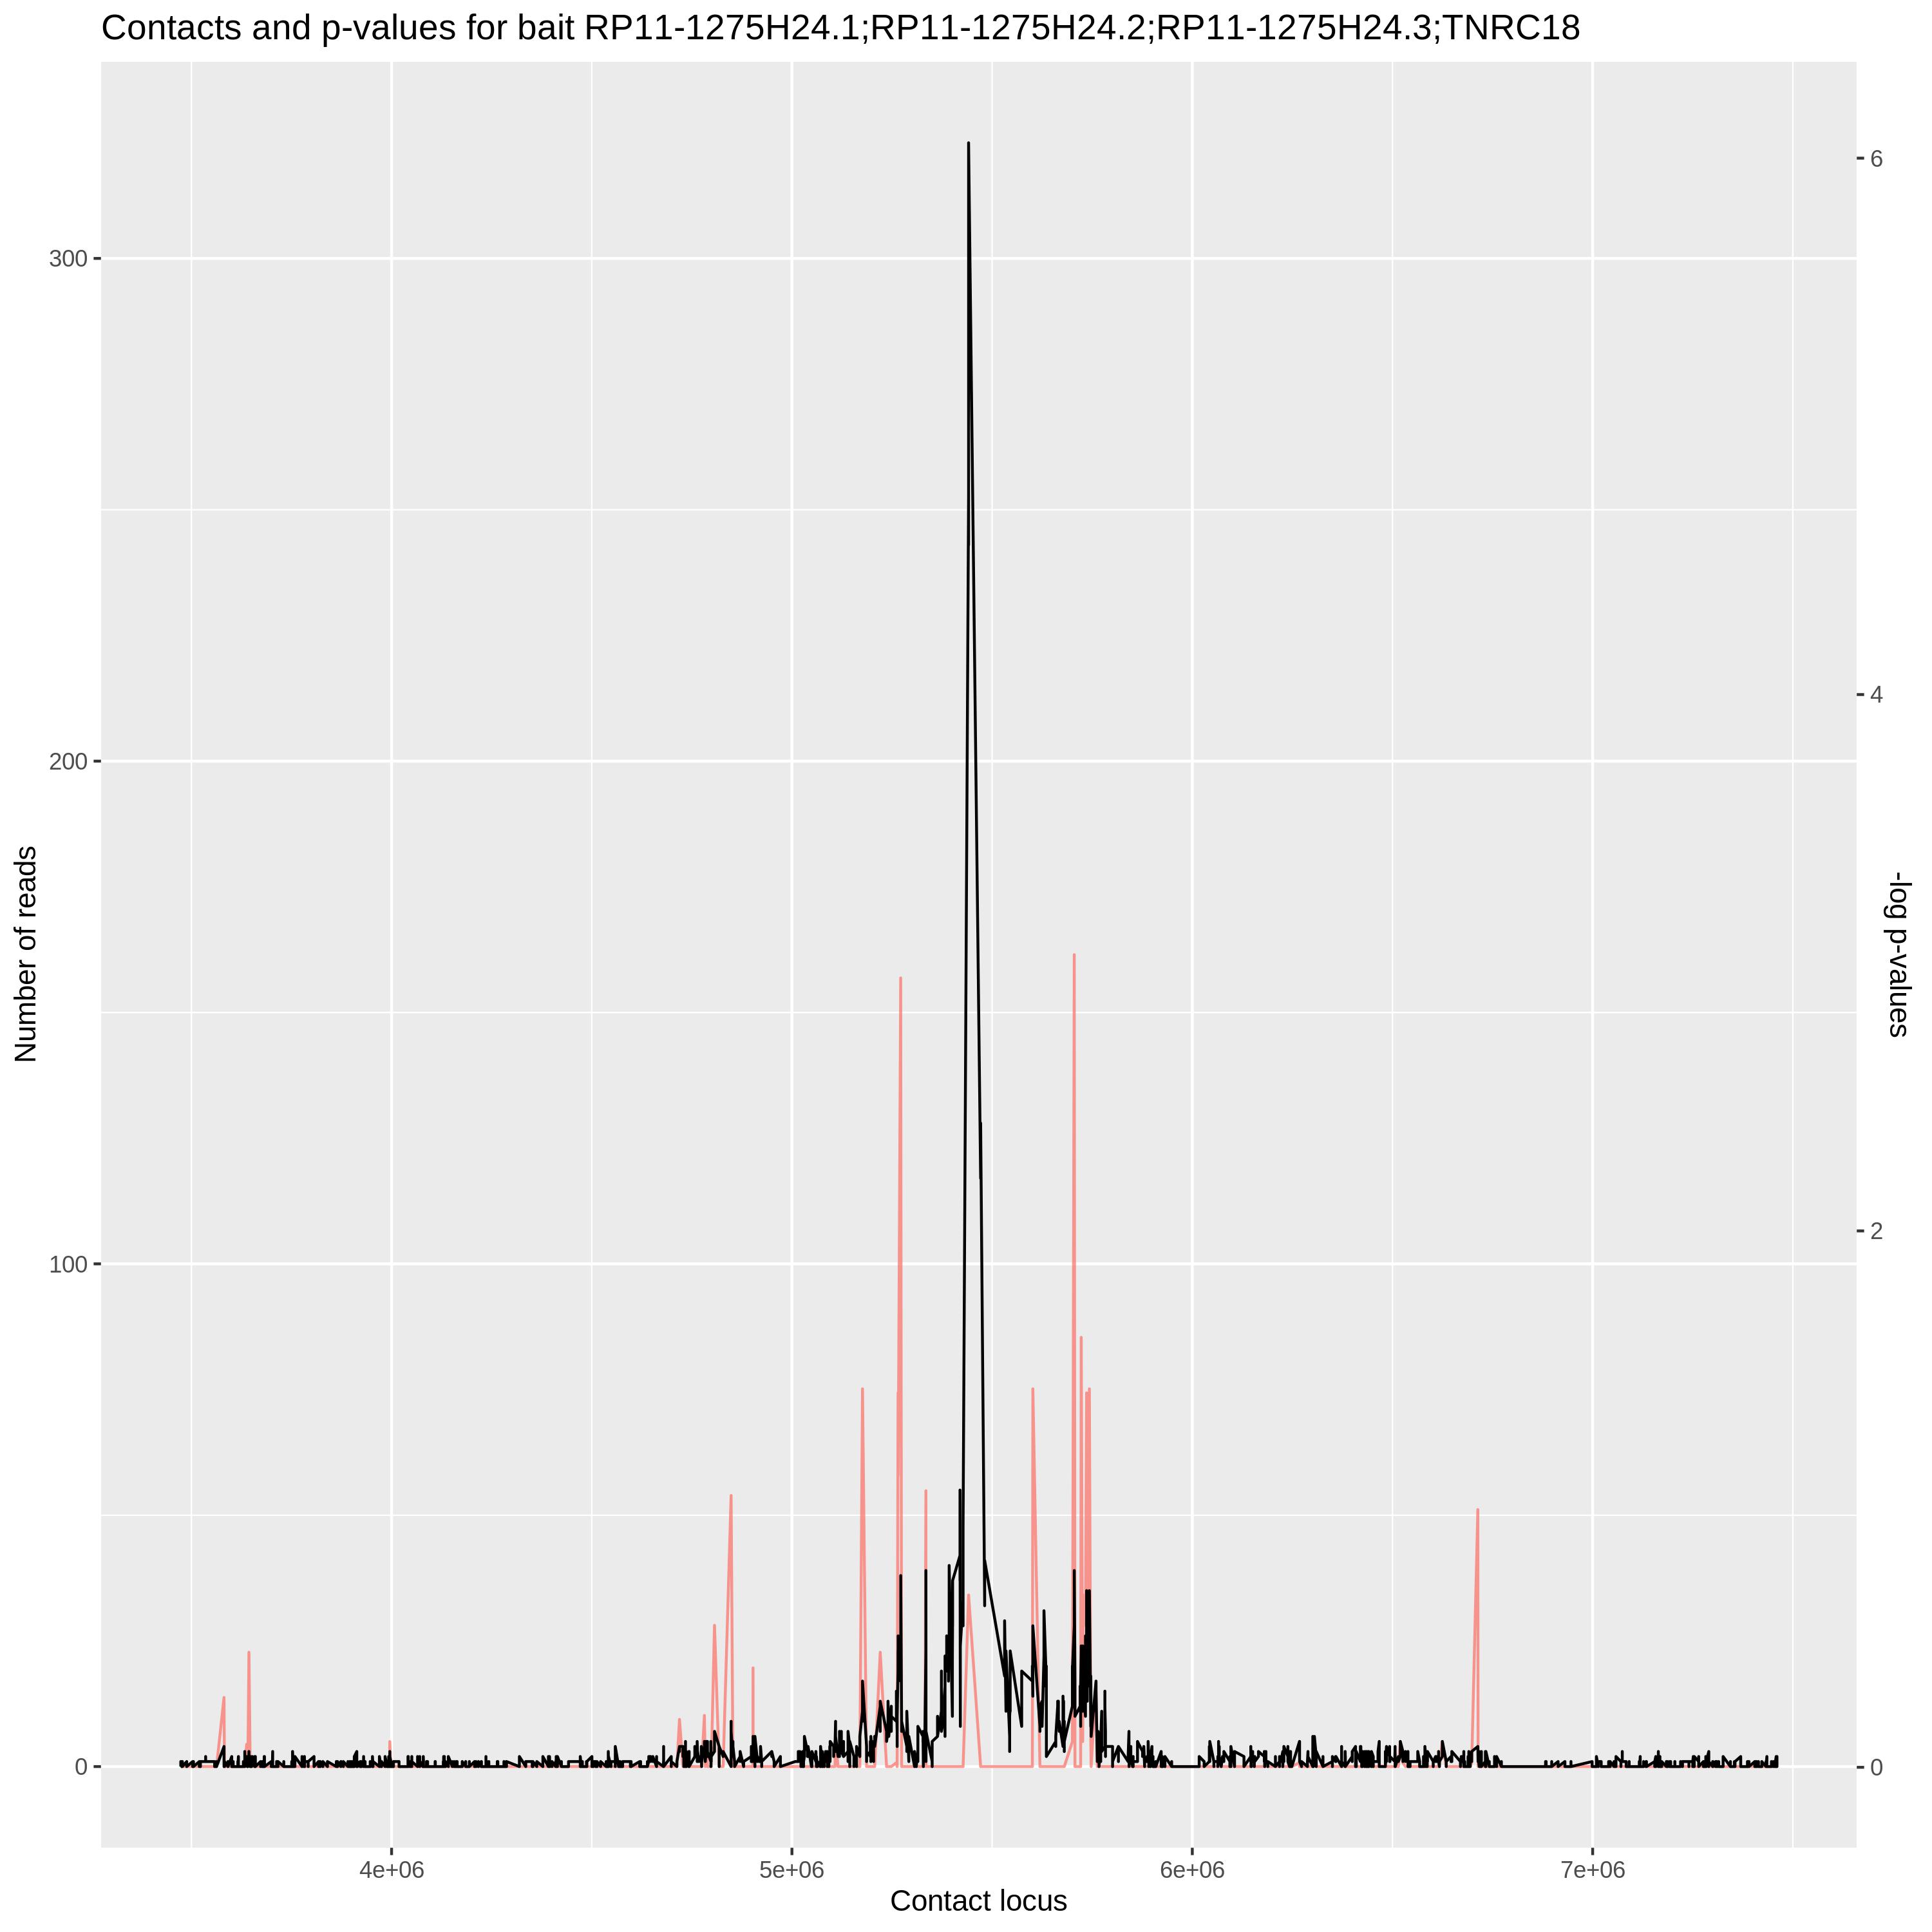 Contacts and p-values for bait RP11-1275H24.1;RP11-1275H24.2;RP11-1275H24.3;TNRC18
300
200
100
0
Number of reads
6
4
2
0
-log p-values
4e+06
5e+06
6e+06
7e+06
Contact locus